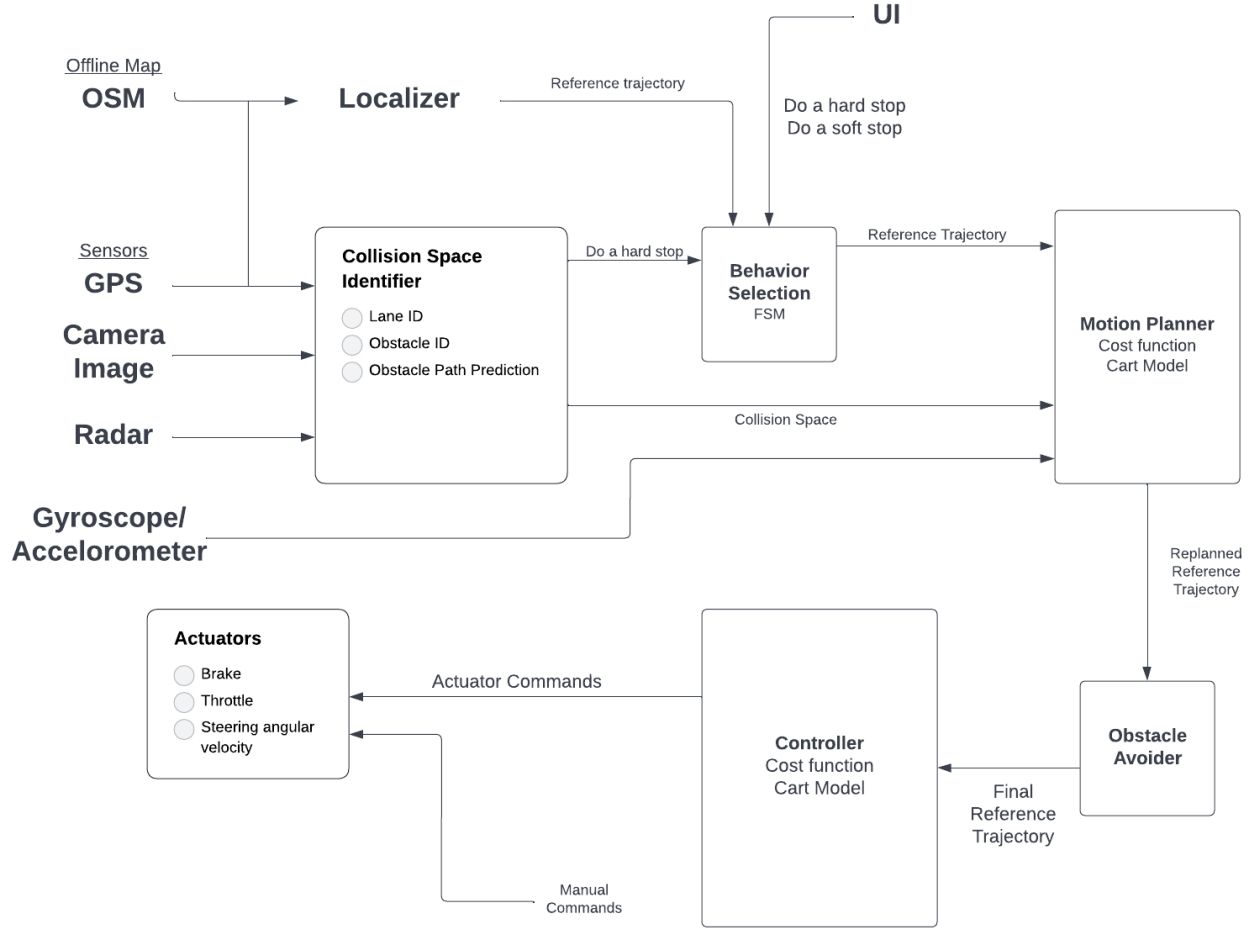 UI
Offline Map
OSM
Localizer
Reference trajectory
Do a hard stop
Do a soft stop
Sensors
GPS
Camera
Image
Radar
Gyroscope/
Accelorometer
Collision Space
Identifier
Lane ID
Obstacle ID
Obstacle Path Prediction
Do a hard stop
Behavior
Selection
FSM
Reference Trajectory
Collision Space
Motion Planner
Cost function
Cart Model
Replanned
Reference
Trajectory
Obstacle
Avoider
Final
Reference
Trajectory
Controller
Cost function
Cart Model
Actuator Commands
Actuators
Brake
Throttle
Steering angular
velocity
Manual
Commands